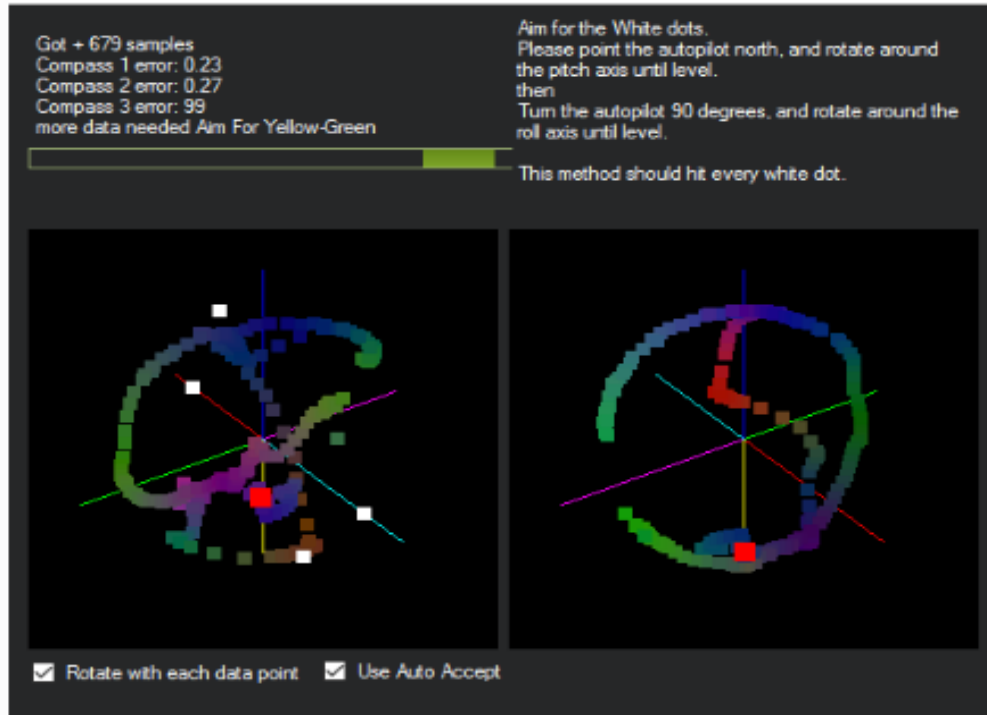 Got + 679 samples
Compass 1 error: 0.23
Compass 2 error: 0.27
Compass 3 error: 99
more data needed Aim For Yellow-Green
Aim for the White dots.
Please point the autopilot north, and rotate around
the pitch axis until level.
then
Turn the autopilot 90 degrees, and rotate around the
roll axis until level.
This method should hit every white dot.
Rotate with each data point
Use Auto Accept